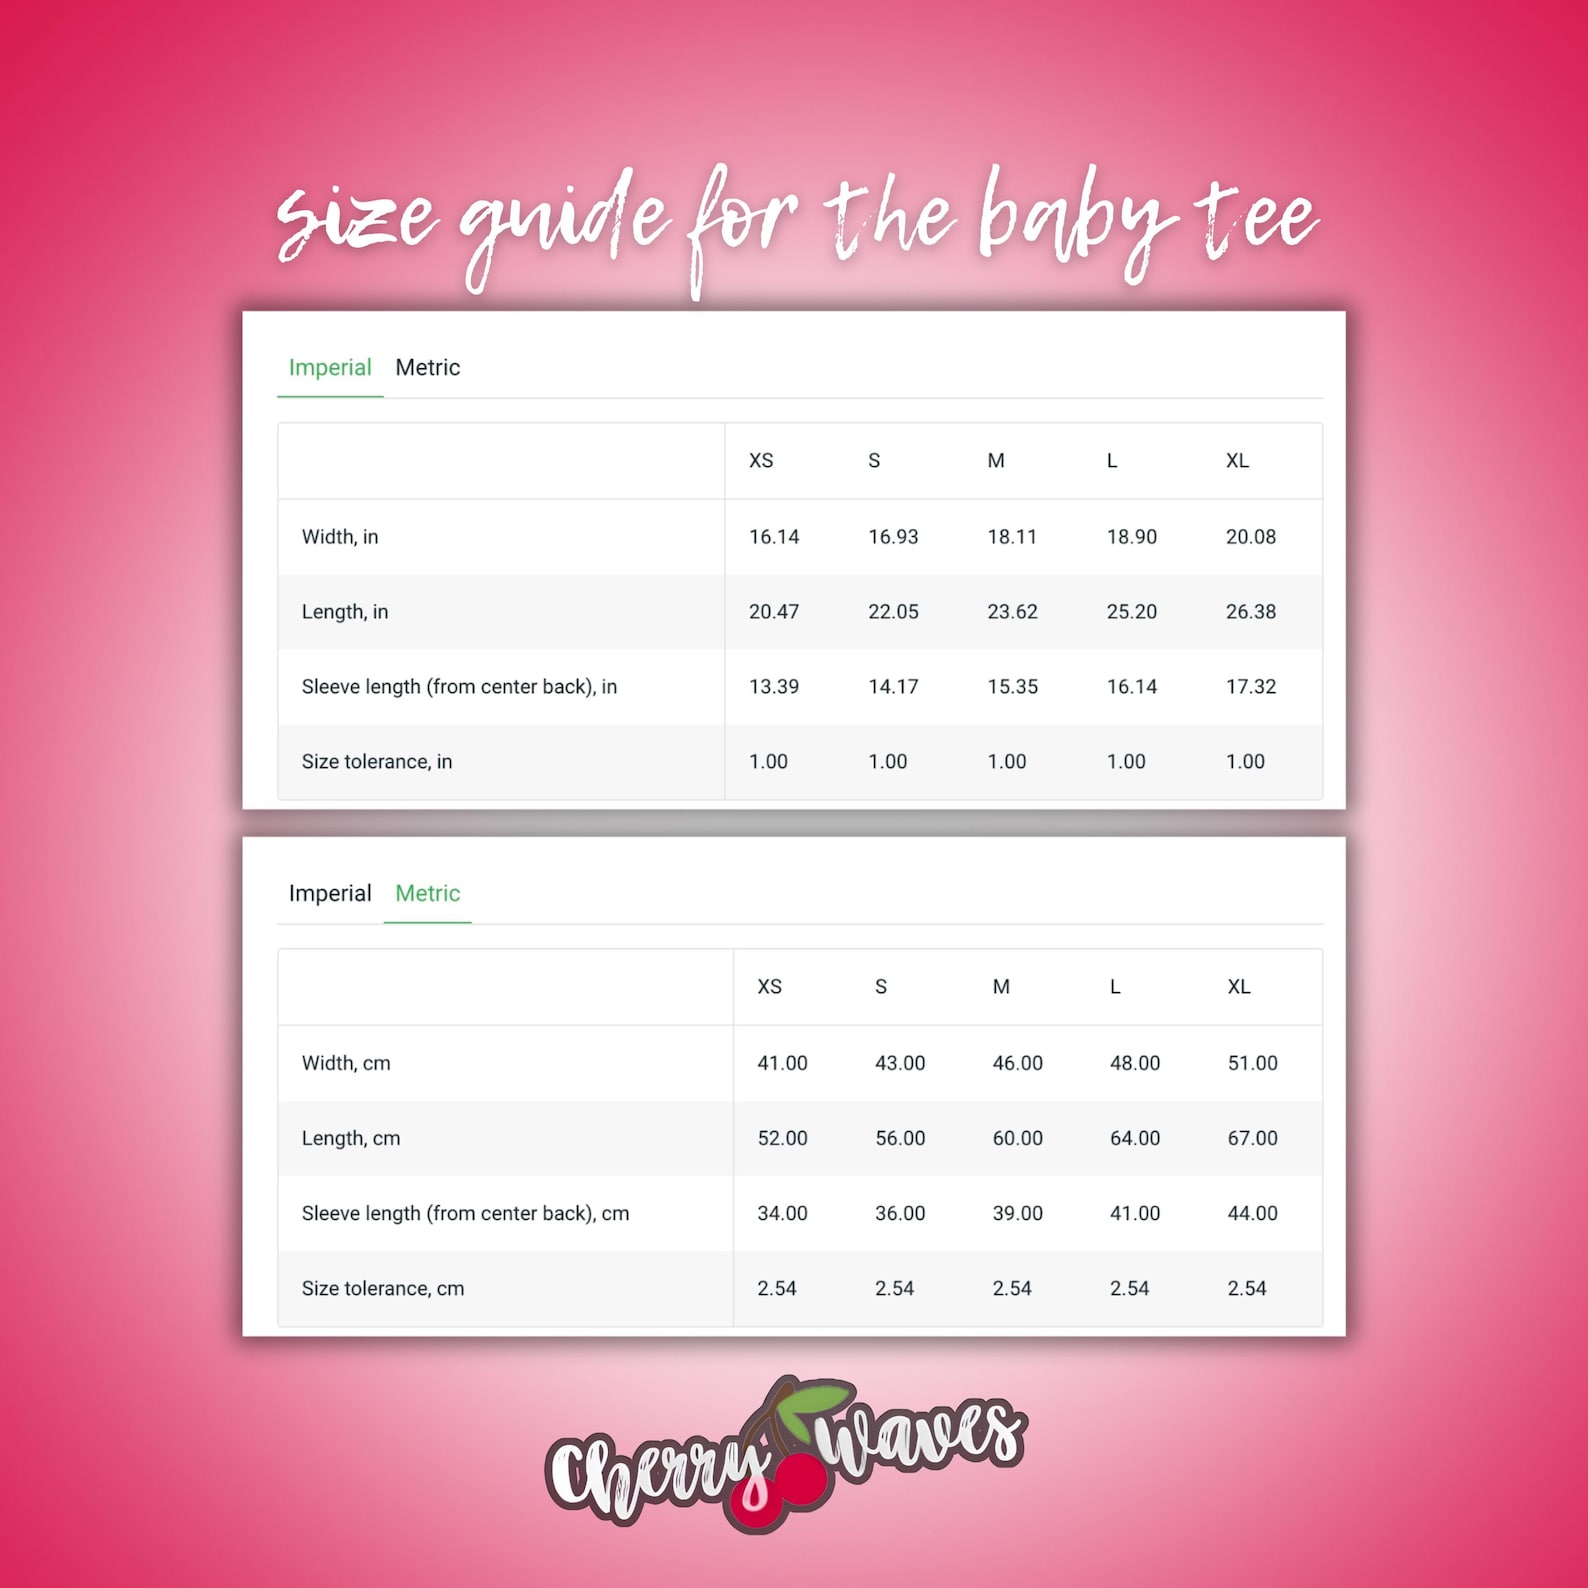 size guide for the baby tee
Imperial Metric
XS S M L XL
Width, in 16.14 16.93 18.11 18.90 20.08
Length, in 20.47 22.05 23.62 25.20 26.38
Sleeve length (from center back), in 13.39 14.17 15.35 16.14 17.32
Size tolerance, in 1.00 1.00 1.00 1.00 1.00
Imperial Metric
XS S M L XL
Width, cm 41.00 43.00 46.00 48.00 51.00
Length, cm 52.00 56.00 60.00 64.00 67.00
Sleeve length (from center back), cm 34.00 36.00 39.00 41.00 44.00
Size tolerance, cm 2.54 2.54 2.54 2.54 2.54
Cherry Waves